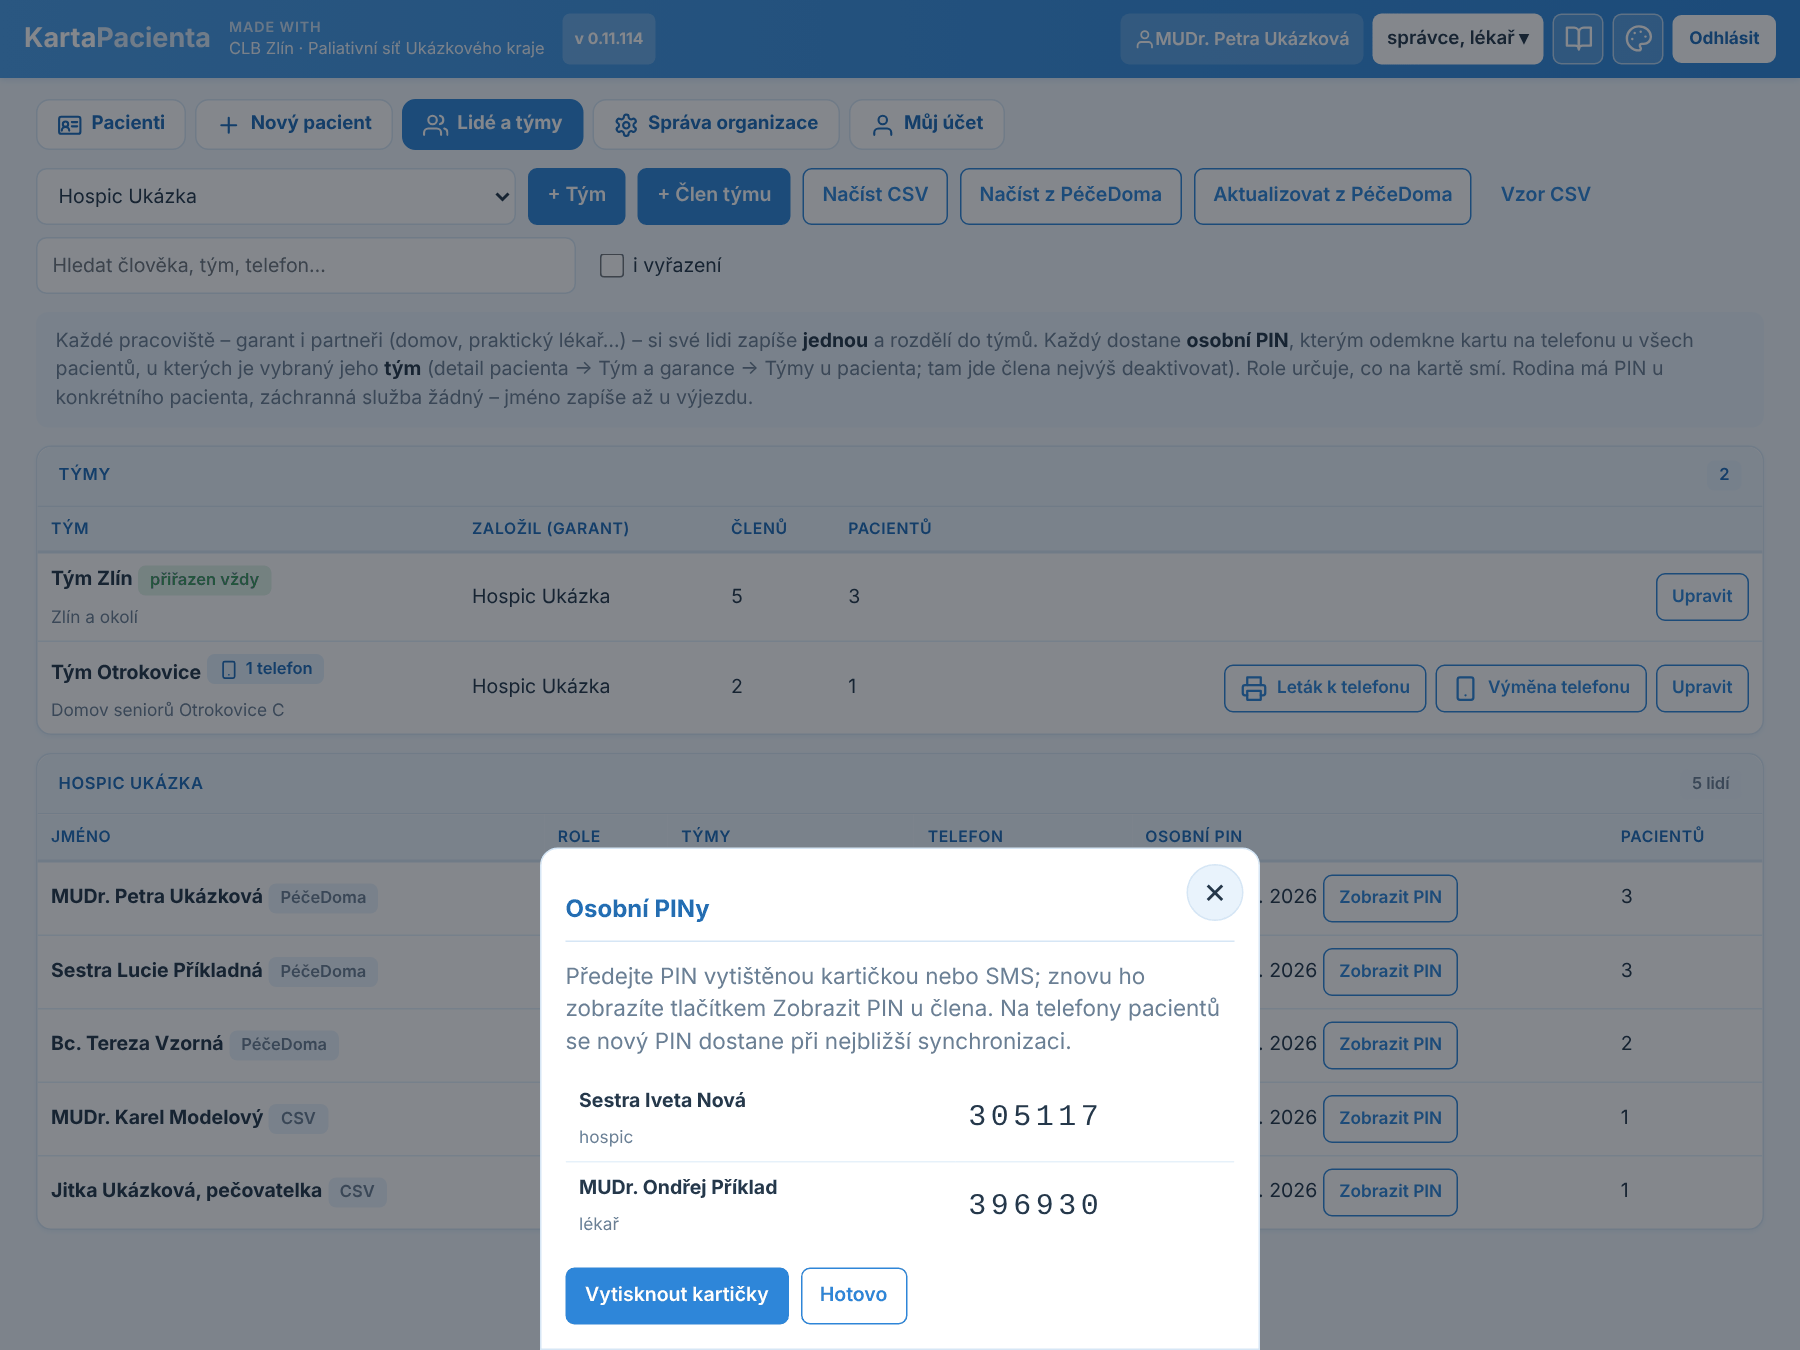 KartaPacienta
MADE WITH
CLB Zlín · Paliativní síť Ukázkového kraje
v 0.11.114
MUDr. Petra Ukázková
správce, lékař ▾
Odhlásit
Pacienti
Nový pacient
Lidé a týmy
Správa organizace
Můj účet
Hospic Ukázka
+ Tým
+ Člen týmu
Načíst CSV
Načíst z PéčeDoma
Aktualizovat z PéčeDoma
Vzor CSV
Hledat člověka, tým, telefon...
i vyřazení
Každé pracoviště – garant i partneři (domov, praktický lékař...) – si své lidi zapíše jednou a rozdělí do týmů. Každý dostane osobní PIN, kterým odemkne kartu na telefonu u všech
pacientů, u kterých je vybraný jeho tým (detail pacienta → Tým a garance → Týmy u pacienta; tam jde člena nejvýš deaktivovat). Role určuje, co na kartě smí. Rodina má PIN u
konkrétního pacienta, záchranná služba žádný – jméno zapíše až u výjezdu.
TÝMY 2
TÝM ZALOŽIL (GARANT) ČLENŮ PACIENTŮ
Tým Zlín přiřazen vždy
Zlín a okolí
Hospic Ukázka 5 3 Upravit
Tým Otrokovice 1 telefon
Domov seniorů Otrokovice C
Hospic Ukázka 2 1 Leták k telefonu Výměna telefonu Upravit
HOSPIC UKÁZKA 5 lidí
JMÉNO ROLE TÝMY TELEFON OSOBNÍ PIN PACIENTŮ
MUDr. Petra Ukázková PéčeDoma . 2026 Zobrazit PIN 3
Sestra Lucie Příkladná PéčeDoma . 2026 Zobrazit PIN 3
Bc. Tereza Vzorná PéčeDoma . 2026 Zobrazit PIN 2
MUDr. Karel Modelový CSV . 2026 Zobrazit PIN 1
Jitka Ukázková, pečovatelka CSV . 2026 Zobrazit PIN 1
Osobní PINy
Předejte PIN vytištěnou kartičkou nebo SMS; znovu ho
zobrazíte tlačítkem Zobrazit PIN u člena. Na telefony pacientů
se nový PIN dostane při nejbližší synchronizaci.
Sestra Iveta Nová
hospic
305117
MUDr. Ondřej Příklad
lékař
396930
Vytisknout kartičky
Hotovo